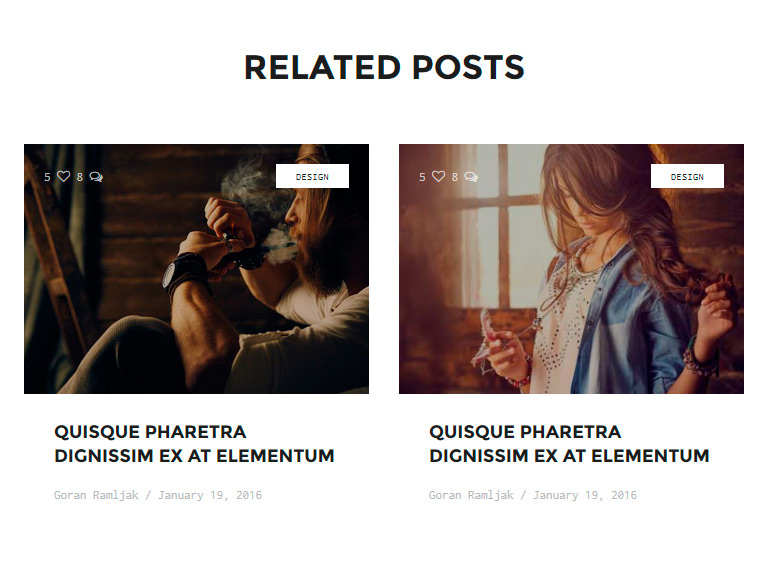 RELATED POSTS
5 8 DESIGN
5 8 DESIGN
QUISQUE PHARETRA
DIGNISSIM EX AT ELEMENTUM
Goran Ramljak / January 19, 2016
QUISQUE PHARETRA
DIGNISSIM EX AT ELEMENTUM
Goran Ramljak / January 19, 2016